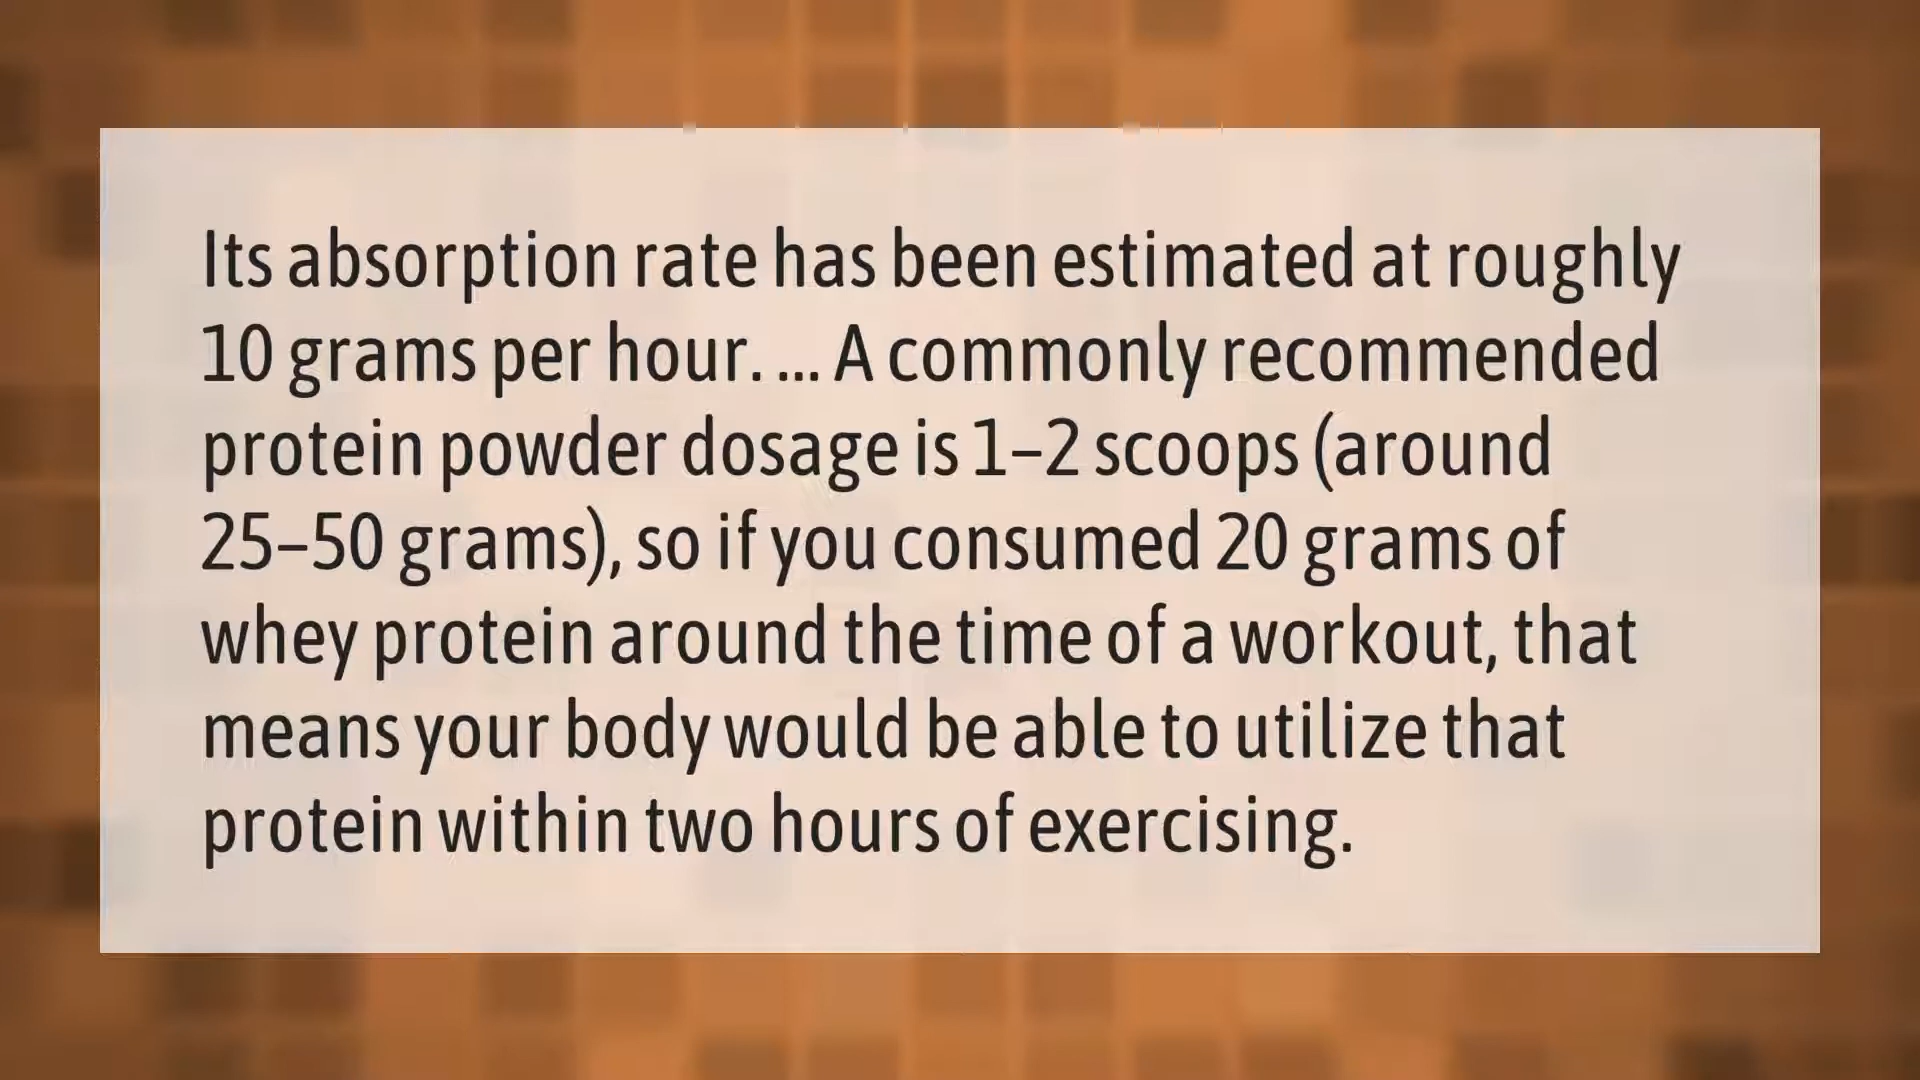 Its absorption rate has been estimated at roughly
10 grams per hour. ... A commonly recommended
protein powder dosage is 1–2 scoops (around
25–50 grams), so if you consumed 20 grams of
whey protein around the time of a workout, that
means your body would be able to utilize that
protein within two hours of exercising.